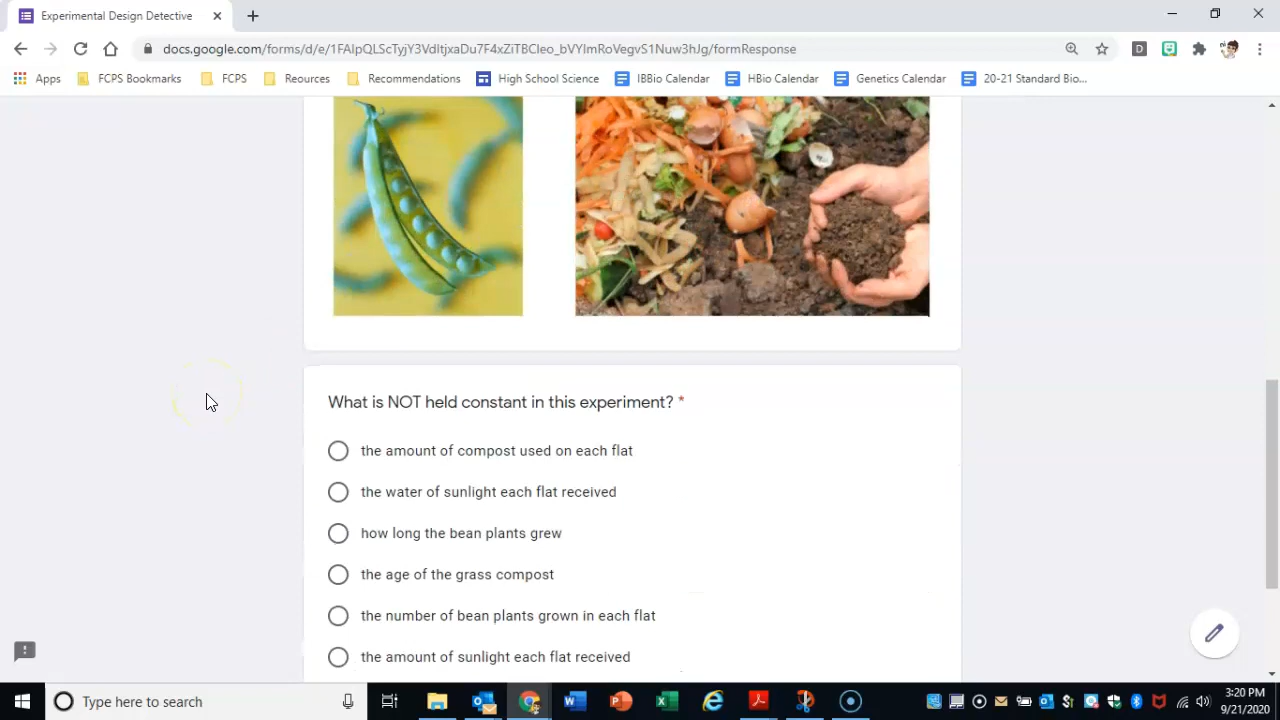 Experimental Design Detective
docs.google.com/forms/d/e/1FAIpQLScTyjY3VdItjxaDu7F4xZiTBCIeo_bVYlmRoVegvS1Nuw3hJg/formResponse
Apps FCPS Bookmarks FCPS Reources Recommendations High School Science IBBio Calendar HBio Calendar Genetics Calendar 20-21 Standard Bio...
What is NOT held constant in this experiment? *
the amount of compost used on each flat
the water of sunlight each flat received
how long the bean plants grew
the age of the grass compost
the number of bean plants grown in each flat
the amount of sunlight each flat received
Type here to search
3:20 PM
9/21/2020